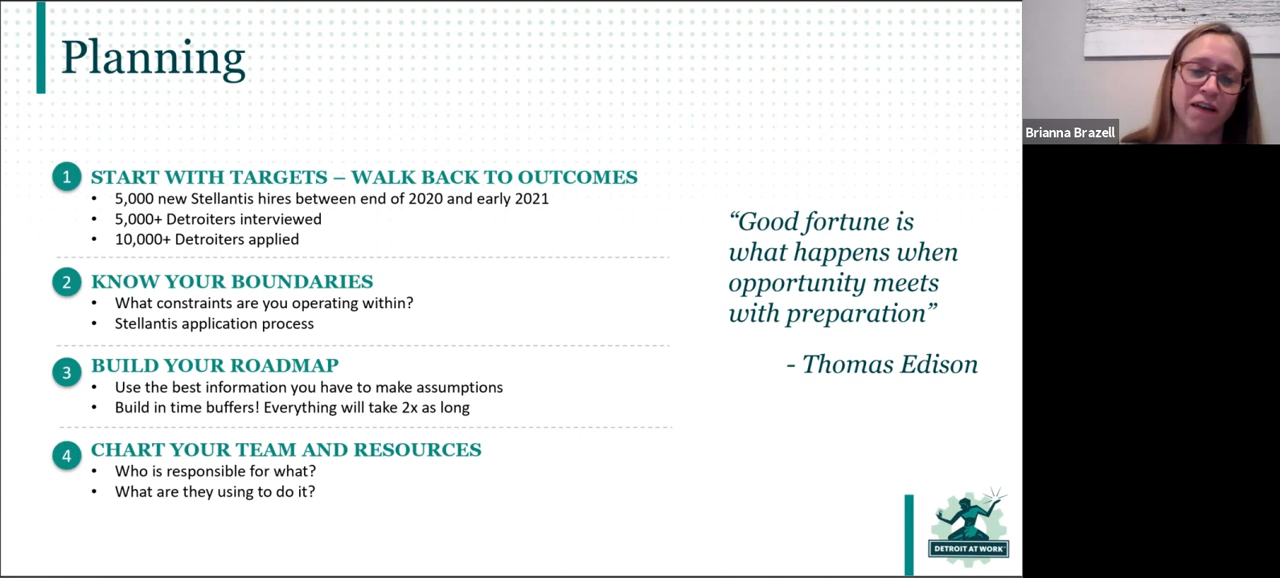 Planning
1
START WITH TARGETS – WALK BACK TO OUTCOMES
• 5,000 new Stellantis hires between end of 2020 and early 2021
• 5,000+ Detroiters interviewed
• 10,000+ Detroiters applied
2
KNOW YOUR BOUNDARIES
• What constraints are you operating within?
• Stellantis application process
3
BUILD YOUR ROADMAP
• Use the best information you have to make assumptions
• Build in time buffers! Everything will take 2x as long
4
CHART YOUR TEAM AND RESOURCES
• Who is responsible for what?
• What are they using to do it?
“Good fortune is
what happens when
opportunity meets
with preparation”
- Thomas Edison
DETROIT AT WORK
Brianna Brazell